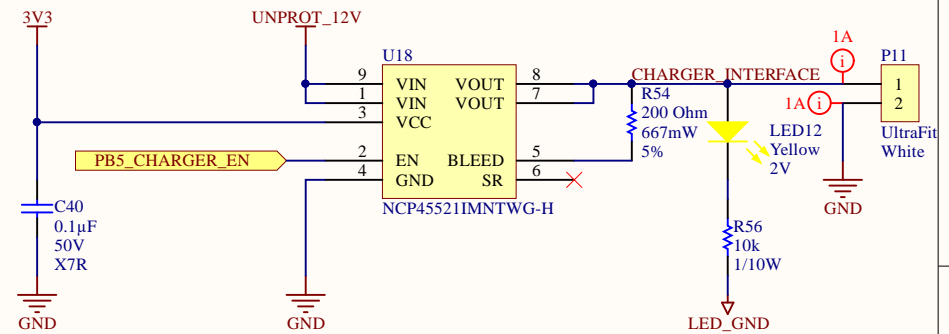 3V3
UNPROT_12V
U18
9 VIN VOUT 8
1 VIN VOUT 7
3 VCC
2 EN BLEED 5
4 GND SR 6
NCP45521IMNTWG-H
PB5_CHARGER_EN
C40
0.1µF
50V
X7R
GND
GND
CHARGER_INTERFACE
R54
200 Ohm
667mW
5%
LED12
Yellow
2V
R56
10k
1/10W
LED_GND
1A
i
1A
i
P11
1
2
UltraFit
White
GND